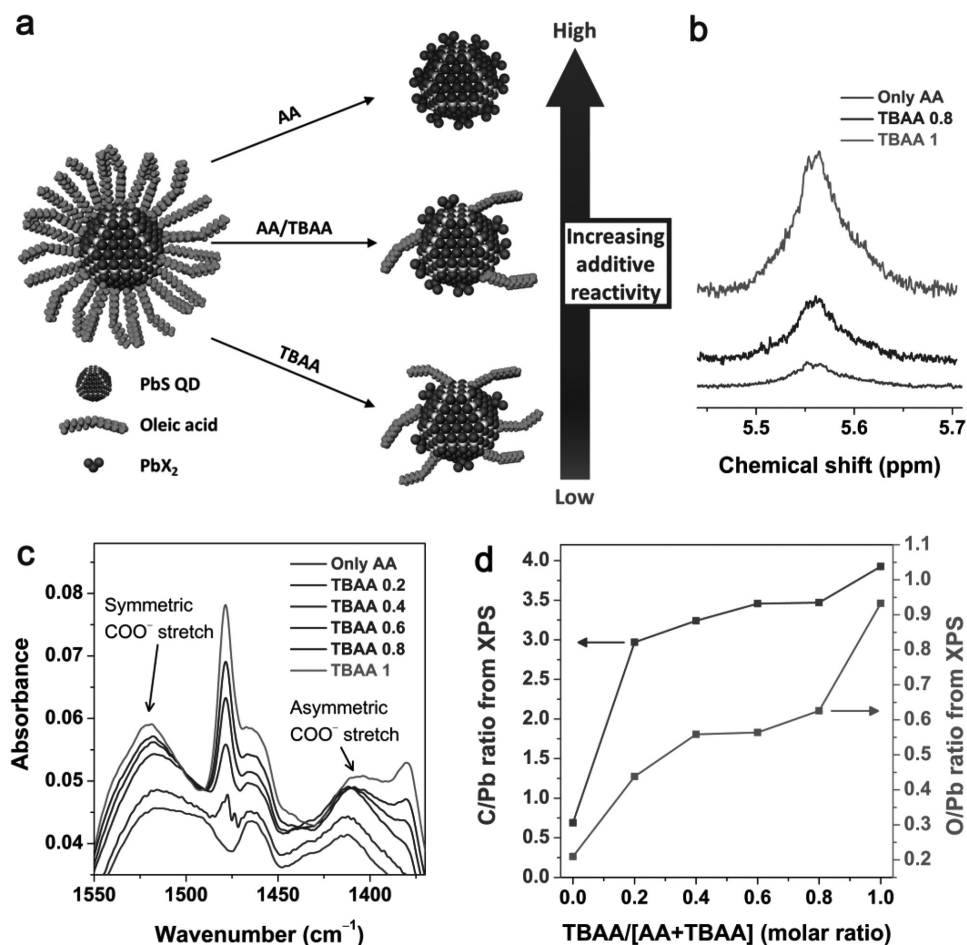 a
AA
AA/TBAA
TBAA
PbS QD
Oleic acid
PbX₂
High
Increasing
additive
reactivity
Low
b
Only AA
TBAA 0.8
TBAA 1
5.5
5.6
5.7
Chemical shift (ppm)
c
Only AA
TBAA 0.2
TBAA 0.4
TBAA 0.6
TBAA 0.8
TBAA 1
Symmetric
COO⁻ stretch
Asymmetric
COO⁻ stretch
0.08
0.07
0.06
0.05
0.04
Absorbance
1550
1500
1450
1400
Wavenumber (cm⁻¹)
d
4.0
3.5
3.0
2.5
2.0
1.5
1.0
0.5
0.0
C/Pb ratio from XPS
1.1
1.0
0.9
0.8
0.7
0.6
0.5
0.4
0.3
0.2
O/Pb ratio from XPS
0.0
0.2
0.4
0.6
0.8
1.0
TBAA/[AA+TBAA] (molar ratio)